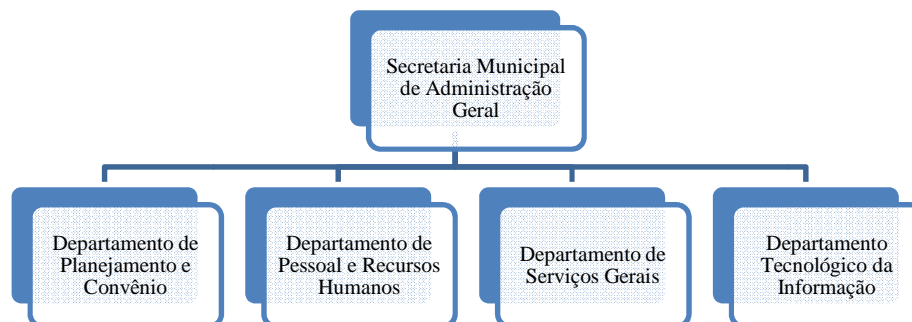 Secretaria Municipal
de Administração
Geral
Departamento de
Planejamento e
Convênio
Departamento de
Pessoal e Recursos
Humanos
Departamento de
Serviços Gerais
Departamento
Tecnológico da
Informação